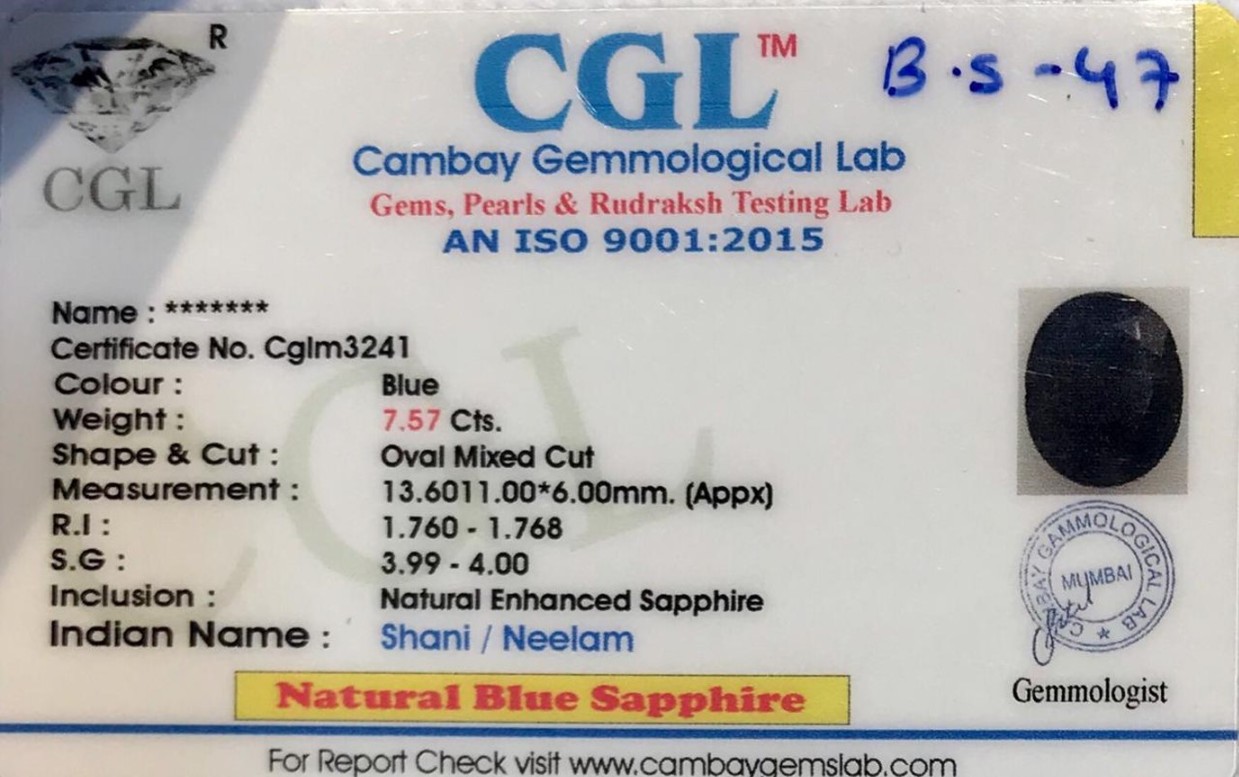 R
CGL
CGL™
B.S-47
Cambay Gemmological Lab
Gems, Pearls & Rudraksh Testing Lab
AN ISO 9001:2015
Name : *******
Certificate No. Cglm3241
Colour : Blue
Weight : 7.57 Cts.
Shape & Cut : Oval Mixed Cut
Measurement : 13.6011.00*6.00mm. (Appx)
R.I : 1.760 - 1.768
S.G : 3.99 - 4.00
Inclusion : Natural Enhanced Sapphire
Indian Name : Shani / Neelam
CGL
CAMBAY GAMMOLOGICAL LAB
MUMBAI
Gemmologist
Natural Blue Sapphire
For Report Check visit www.cambaygemslab.com